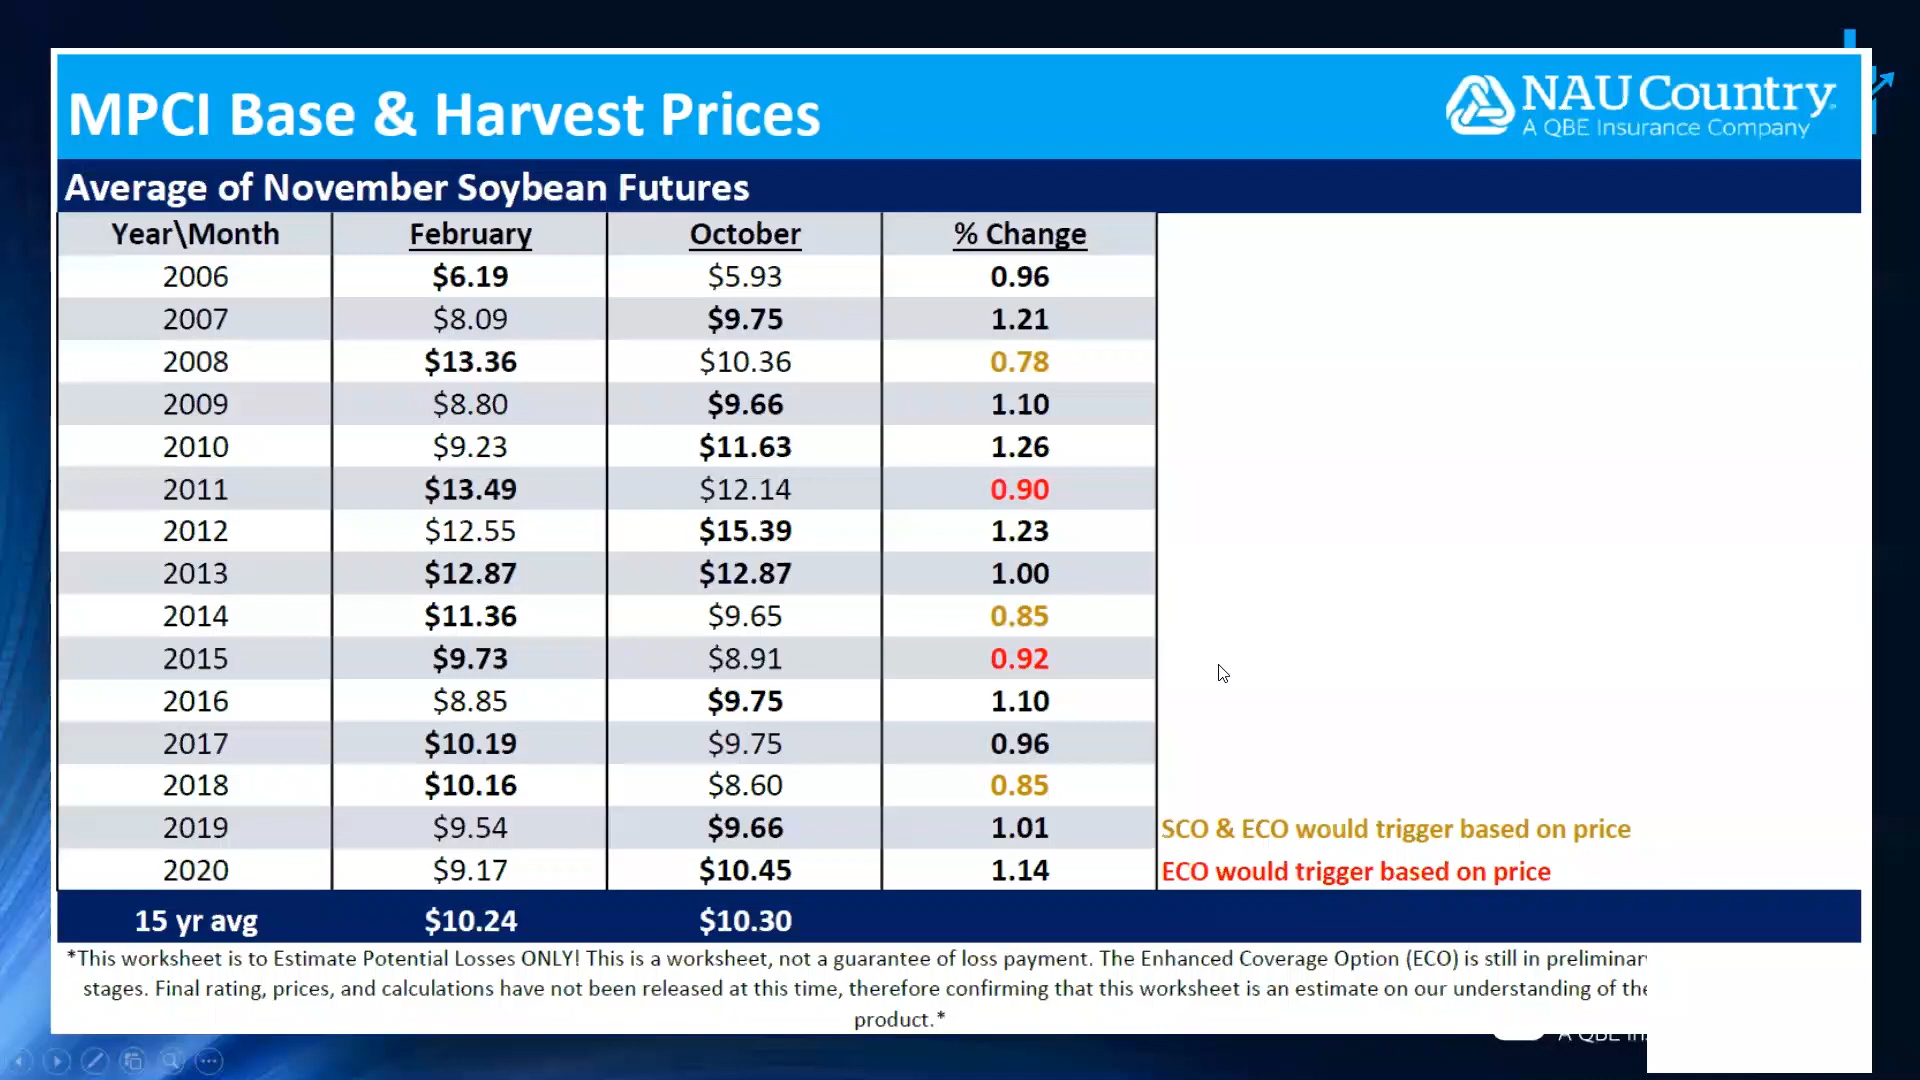 MPCI Base & Harvest Prices
NAU Country
A QBE Insurance Company
Average of November Soybean Futures
Year\Month February October % Change
2006 $6.19 $5.93 0.96
2007 $8.09 $9.75 1.21
2008 $13.36 $10.36 0.78
2009 $8.80 $9.66 1.10
2010 $9.23 $11.63 1.26
2011 $13.49 $12.14 0.90
2012 $12.55 $15.39 1.23
2013 $12.87 $12.87 1.00
2014 $11.36 $9.65 0.85
2015 $9.73 $8.91 0.92
2016 $8.85 $9.75 1.10
2017 $10.19 $9.75 0.96
2018 $10.16 $8.60 0.85
2019 $9.54 $9.66 1.01 SCO & ECO would trigger based on price
2020 $9.17 $10.45 1.14 ECO would trigger based on price
15 yr avg $10.24 $10.30
*This worksheet is to Estimate Potential Losses ONLY! This is a worksheet, not a guarantee of loss payment. The Enhanced Coverage Option (ECO) is still in preliminar
stages. Final rating, prices, and calculations have not been released at this time, therefore confirming that this worksheet is an estimate on our understanding of the
product.*
A QBE